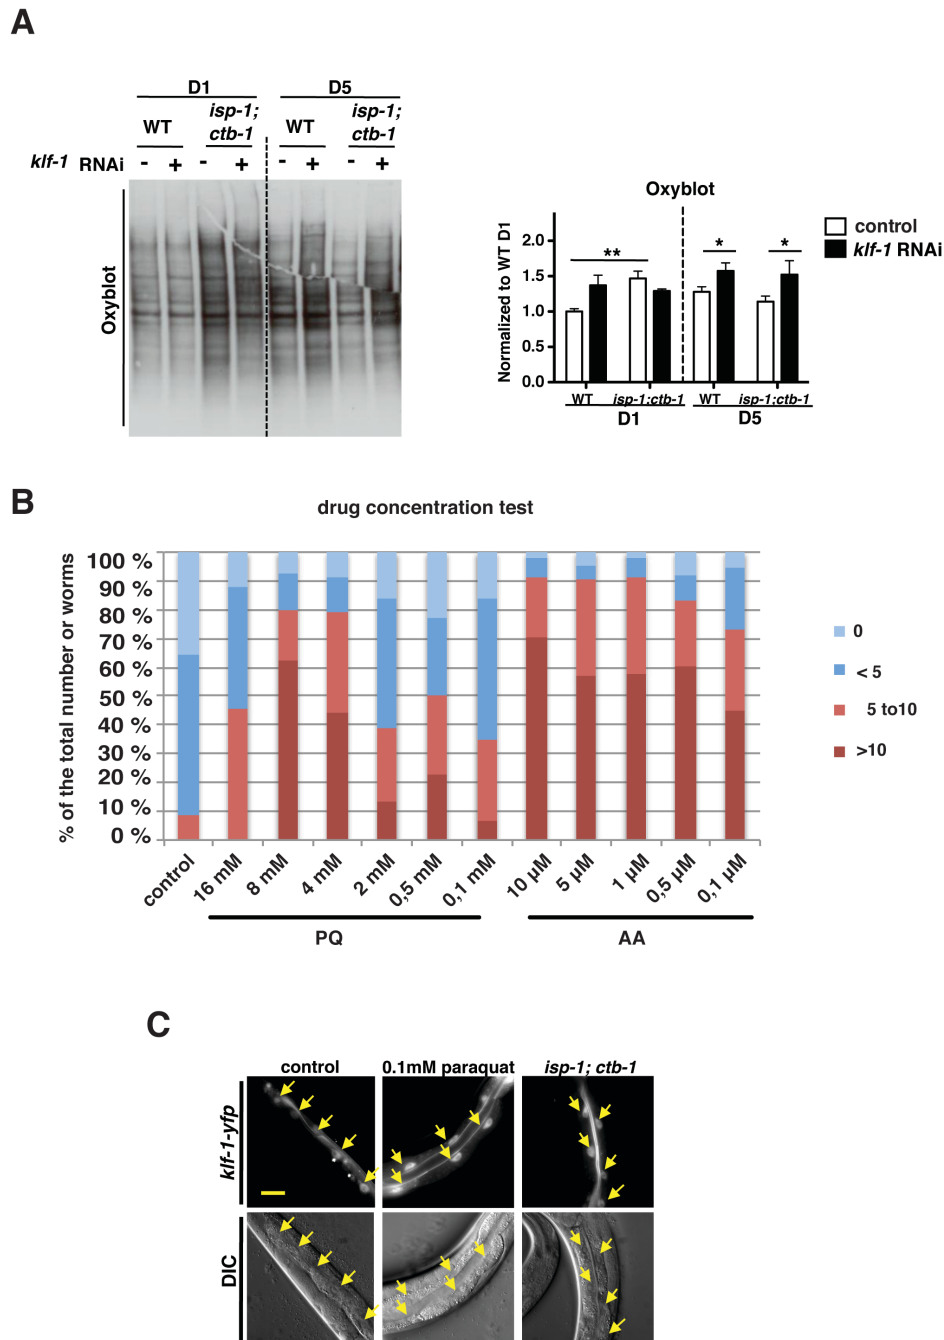 A
D1 D5
WT isp-1; ctb-1 WT isp-1; ctb-1
klf-1 RNAi - + - + - + - +
Oxyblot
Oxyblot
Normalized to WT D1
2.0
1.5
1.0
0.5
0.0
** * *
control
klf-1 RNAi
WT isp-1;ctb-1 WT isp-1;ctb-1
D1 D5
B
drug concentration test
% of the total number or worms
100 %
90 %
80 %
70 %
60 %
50 %
40 %
30 %
20 %
10 %
0 %
0
< 5
5 to10
>10
control 16 mM 8 mM 4 mM 2 mM 0,5 mM 0,1 mM 10 µM 5 µM 1 µM 0,5 µM 0,1 µM
PQ AA
C
control 0.1mM paraquat isp-1; ctb-1
klf-1-yfp
DIC